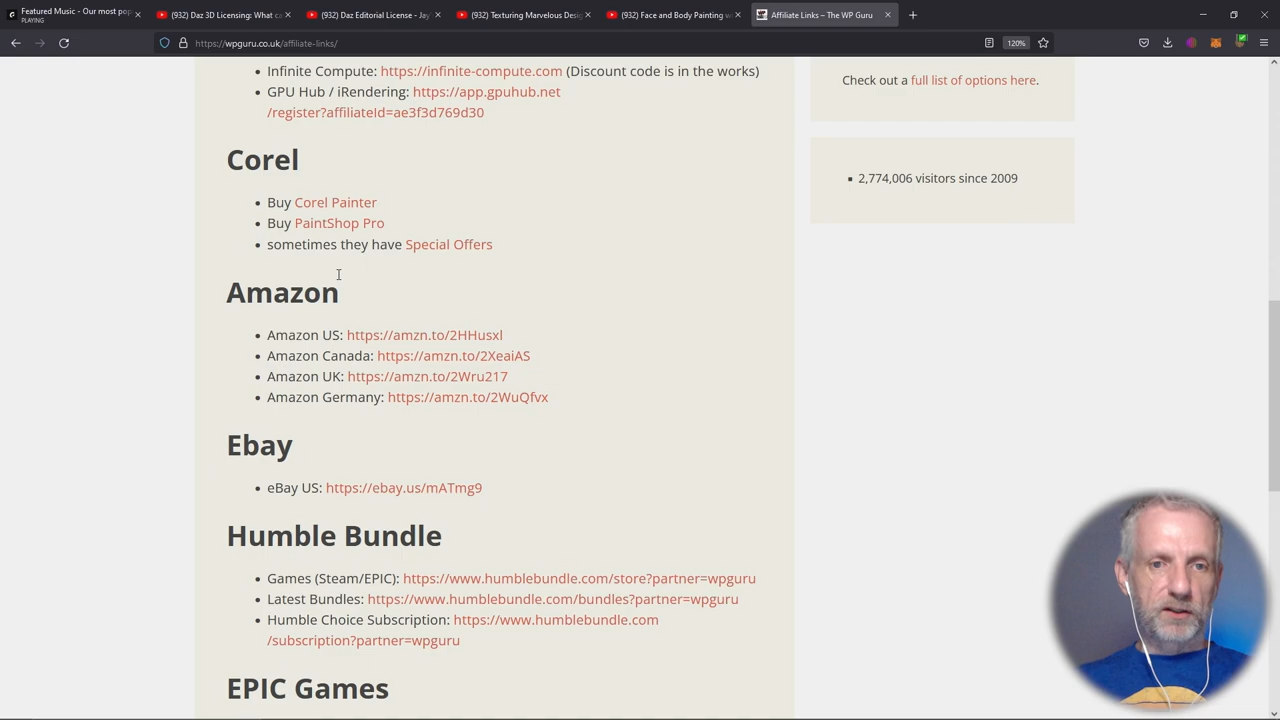 Featured Music - Our most pop
PLAYING
(932) Daz 3D Licensing: What ca
(932) Daz Editorial License - Jay
(932) Texturing Marvelous Desig
(932) Face and Body Painting w
Affiliate Links – The WP Guru
https://wpguru.co.uk/affiliate-links/
120%
Infinite Compute: https://infinite-compute.com (Discount code is in the works)
GPU Hub / iRendering: https://app.gpuhub.net
/register?affiliateId=ae3f3d769d30
Corel
Buy Corel Painter
Buy PaintShop Pro
sometimes they have Special Offers
Amazon
Amazon US: https://amzn.to/2HHusxl
Amazon Canada: https://amzn.to/2XeaiAS
Amazon UK: https://amzn.to/2Wru217
Amazon Germany: https://amzn.to/2WuQfvx
Ebay
eBay US: https://ebay.us/mATmg9
Humble Bundle
Games (Steam/EPIC): https://www.humblebundle.com/store?partner=wpguru
Latest Bundles: https://www.humblebundle.com/bundles?partner=wpguru
Humble Choice Subscription: https://www.humblebundle.com
/subscription?partner=wpguru
EPIC Games
Check out a full list of options here.
2,774,006 visitors since 2009